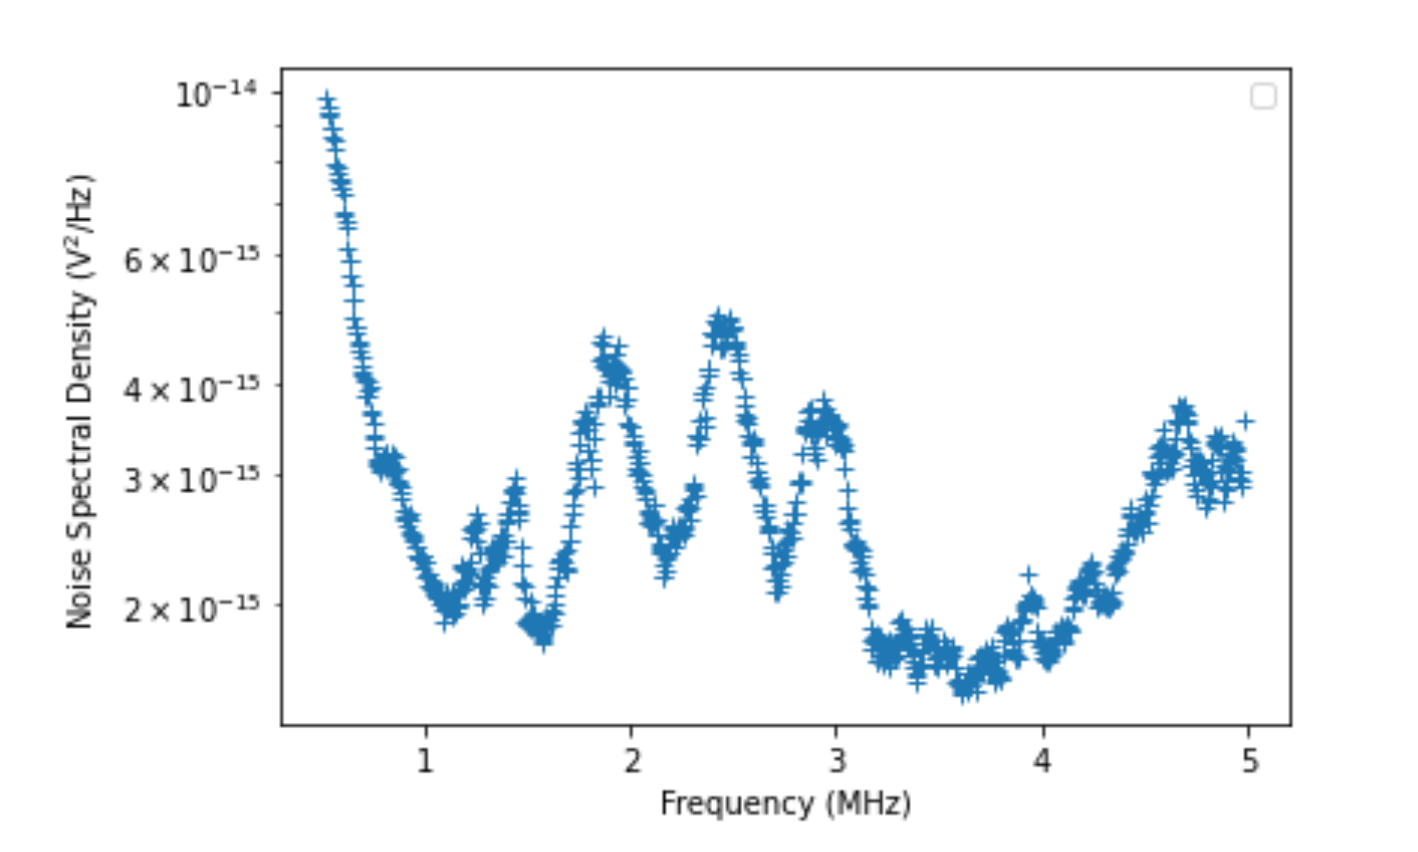 10⁻¹⁴
6 × 10⁻¹⁵
4 × 10⁻¹⁵
3 × 10⁻¹⁵
2 × 10⁻¹⁵
Noise Spectral Density (V²/Hz)
1 2 3 4 5
Frequency (MHz)